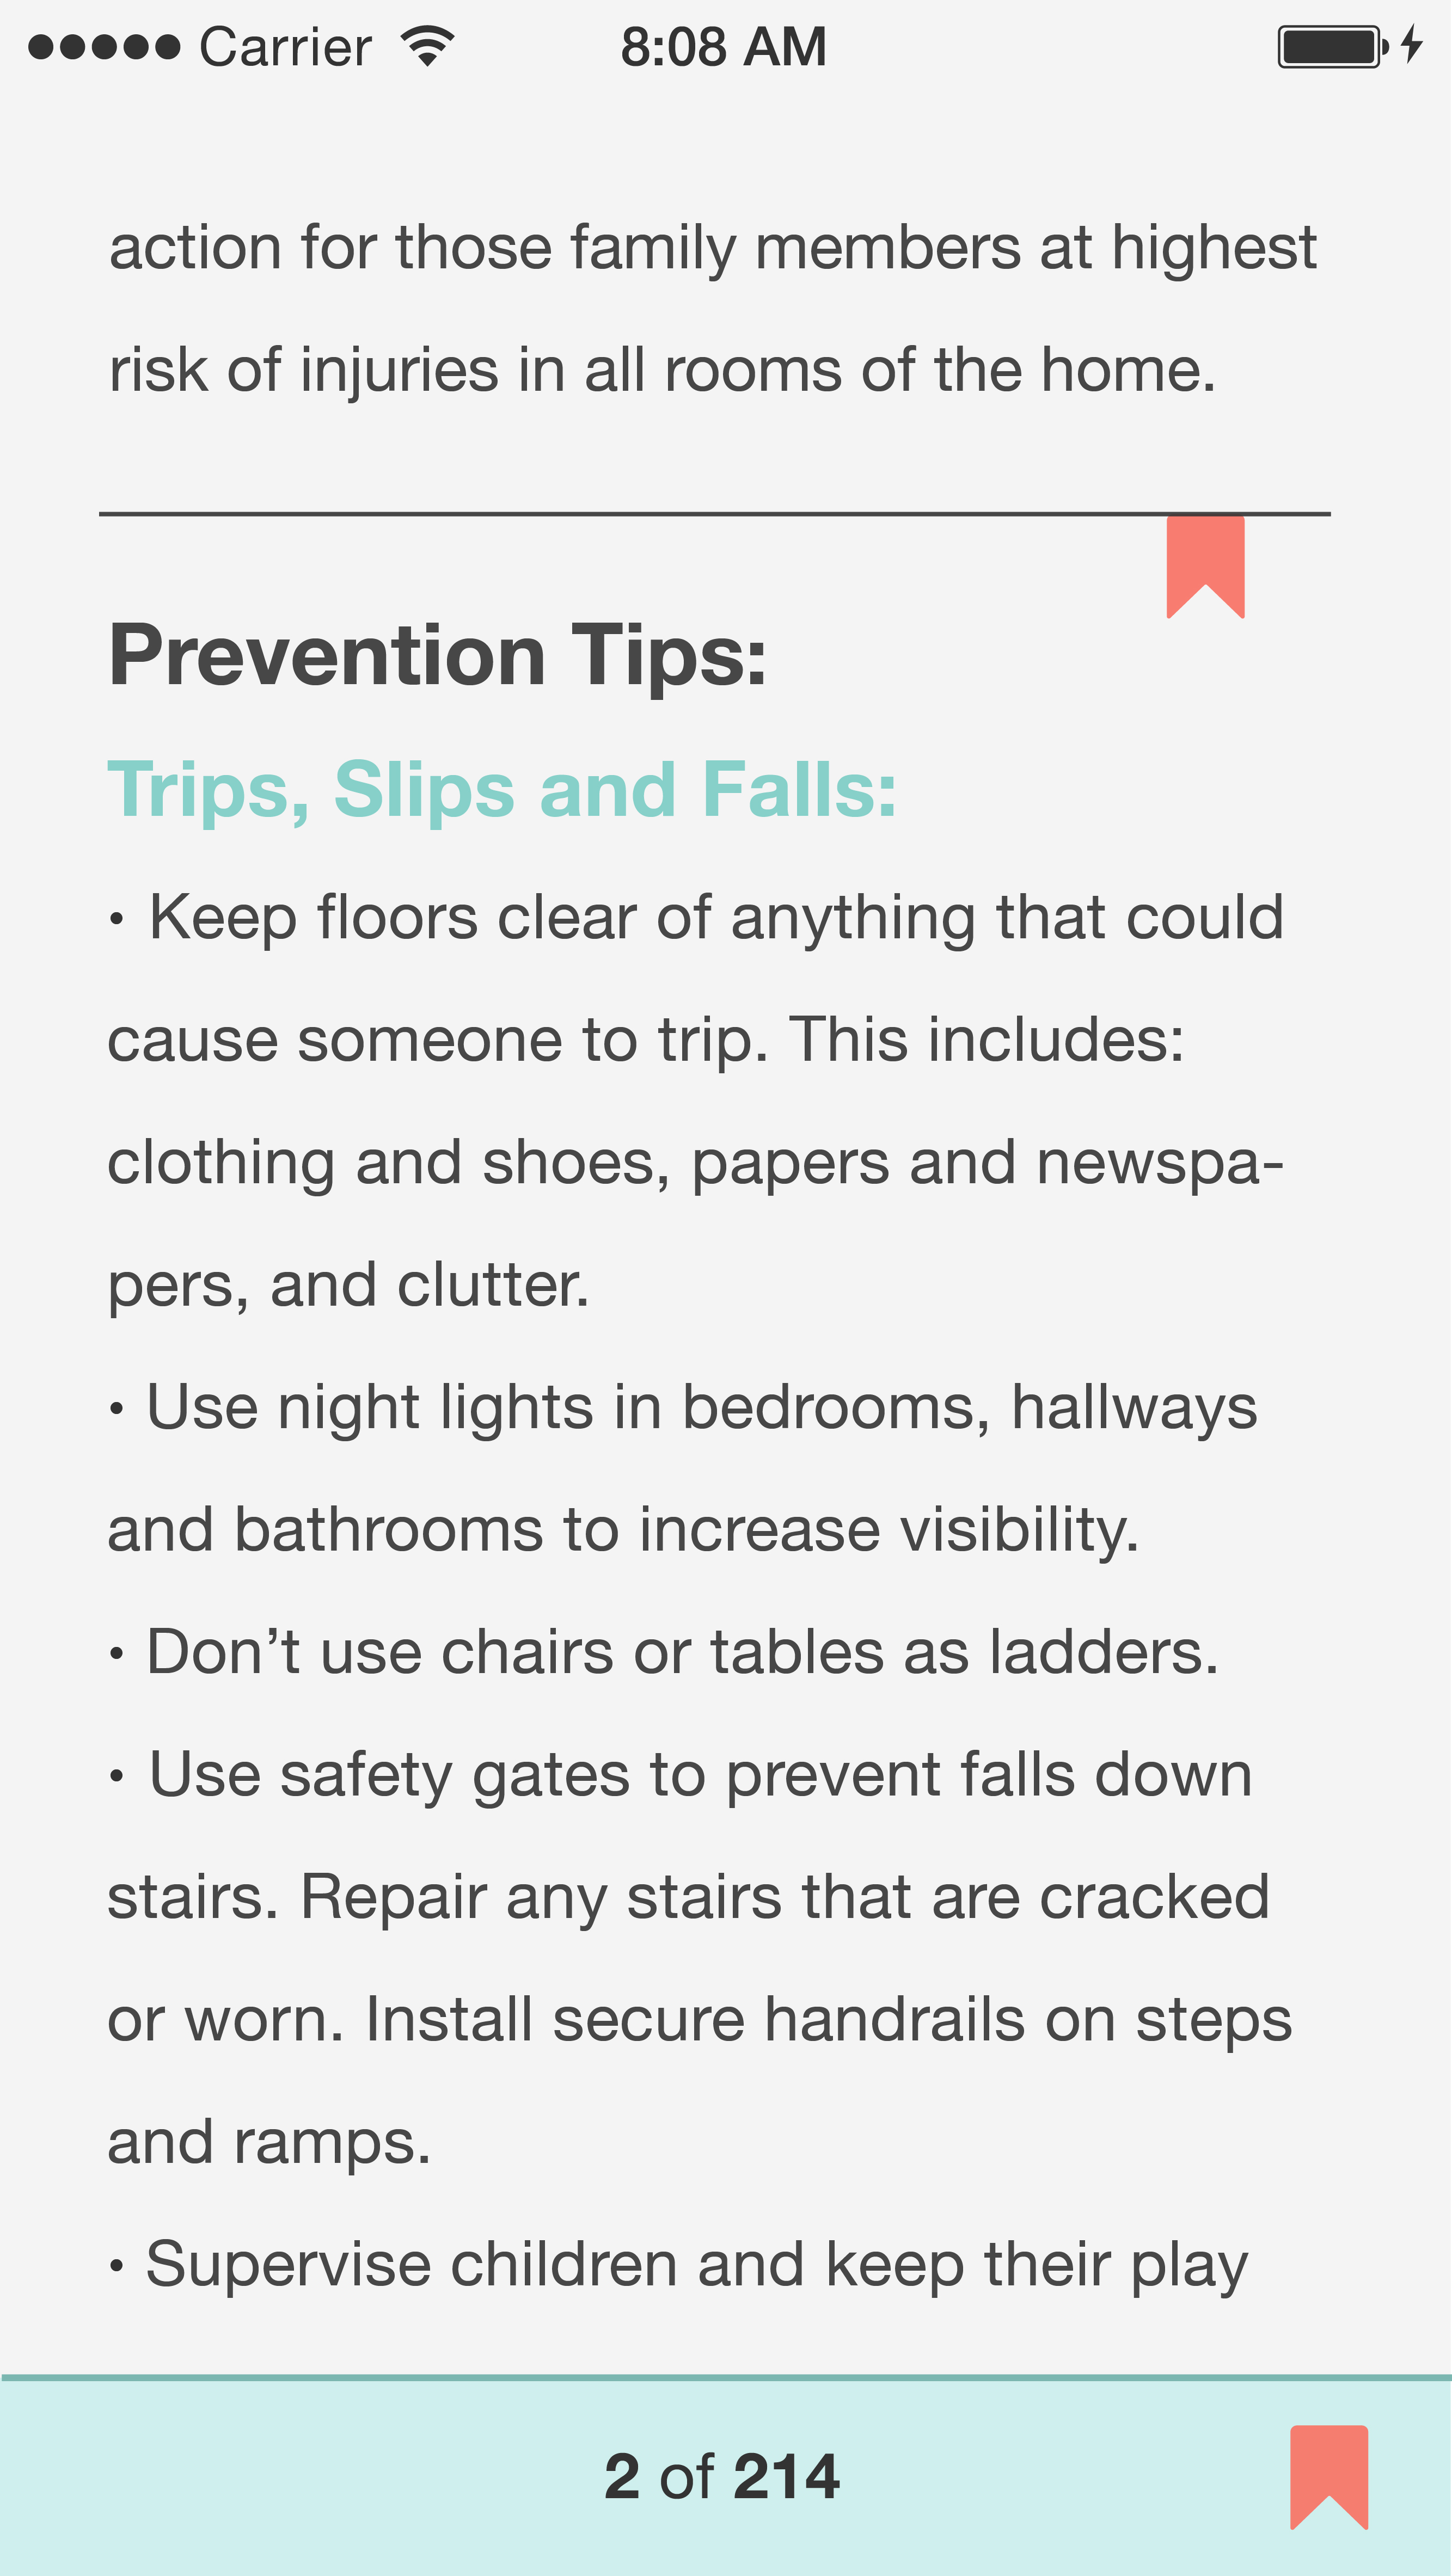 Carrier 8:08 AM
action for those family members at highest
risk of injuries in all rooms of the home.
Prevention Tips:
Trips, Slips and Falls:
• Keep floors clear of anything that could
cause someone to trip. This includes:
clothing and shoes, papers and newspa-
pers, and clutter.
• Use night lights in bedrooms, hallways
and bathrooms to increase visibility.
• Don’t use chairs or tables as ladders.
• Use safety gates to prevent falls down
stairs. Repair any stairs that are cracked
or worn. Install secure handrails on steps
and ramps.
• Supervise children and keep their play
2 of 214